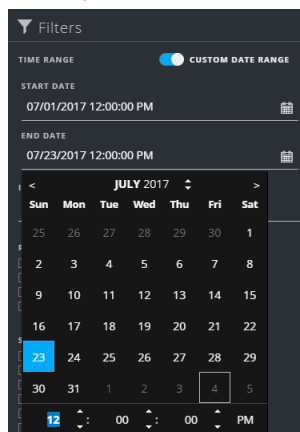 Filters
TIME RANGE CUSTOM DATE RANGE
START DATE
07/01/2017 12:00:00 PM
END DATE
07/23/2017 12:00:00 PM
< JULY 2017 >
Sun Mon Tue Wed Thu Fri Sat
25 26 27 28 29 30 1
2 3 4 5 6 7 8
9 10 11 12 13 14 15
16 17 18 19 20 21 22
23 24 25 26 27 28 29
30 31 1 2 3 4 5
12 : 00 : 00 PM